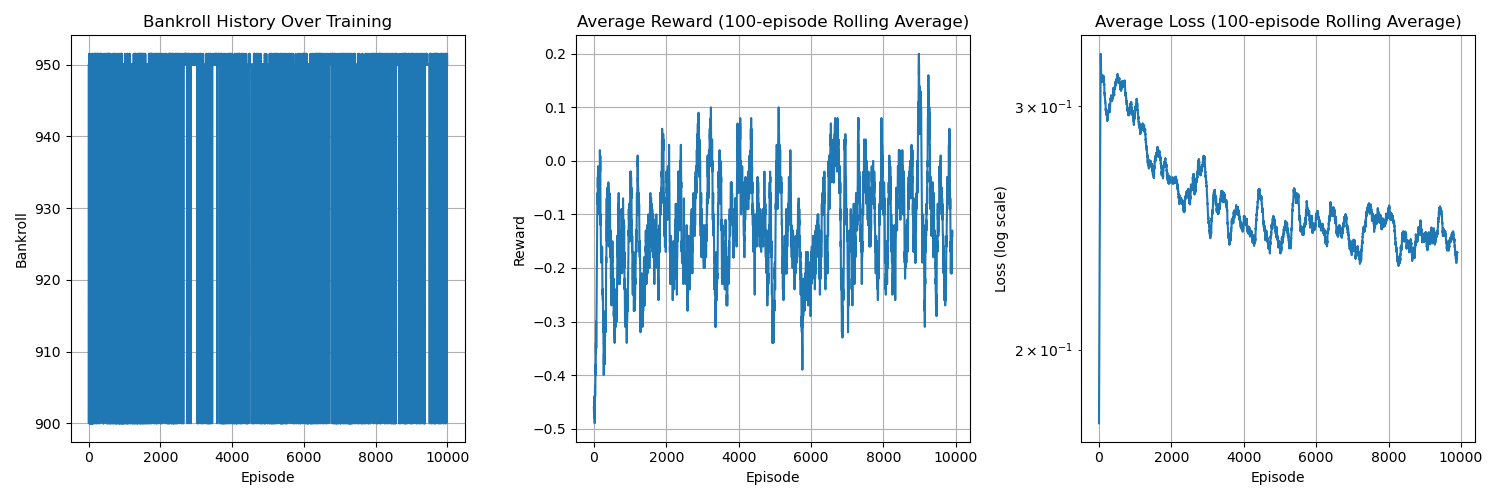 Bankroll History Over Training
Bankroll
950
940
930
920
910
900
0 2000 4000 6000 8000 10000
Episode
Average Reward (100-episode Rolling Average)
Reward
0.2
0.1
0.0
−0.1
−0.2
−0.3
−0.4
−0.5
0 2000 4000 6000 8000 10000
Episode
Average Loss (100-episode Rolling Average)
Loss (log scale)
3 × 10⁻¹
2 × 10⁻¹
0 2000 4000 6000 8000 10000
Episode